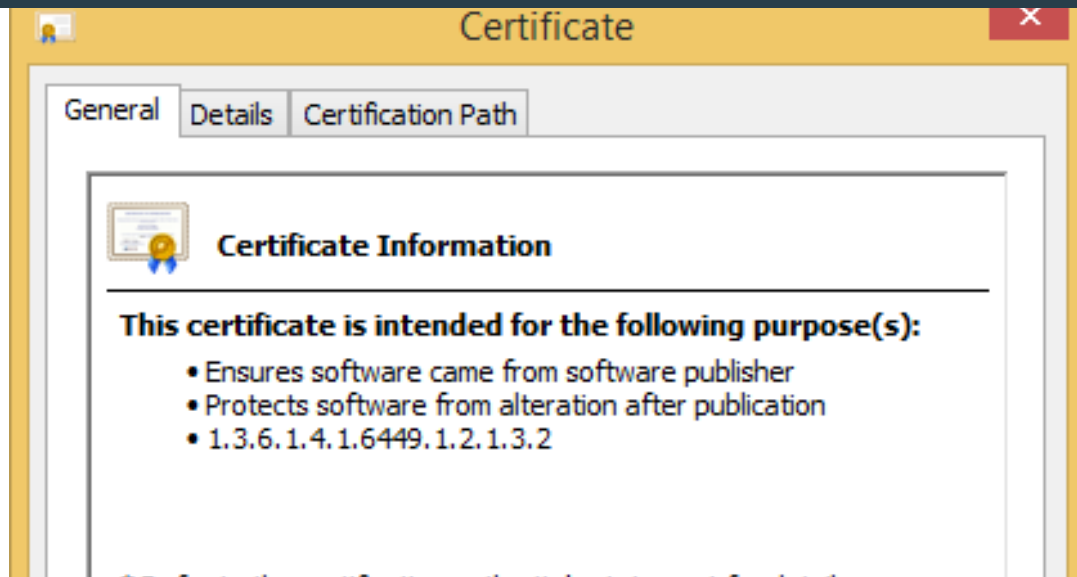 Certificate
General Details Certification Path
Certificate Information
This certificate is intended for the following purpose(s):
• Ensures software came from software publisher
• Protects software from alteration after publication
• 1.3.6.1.4.1.6449.1.2.1.3.2